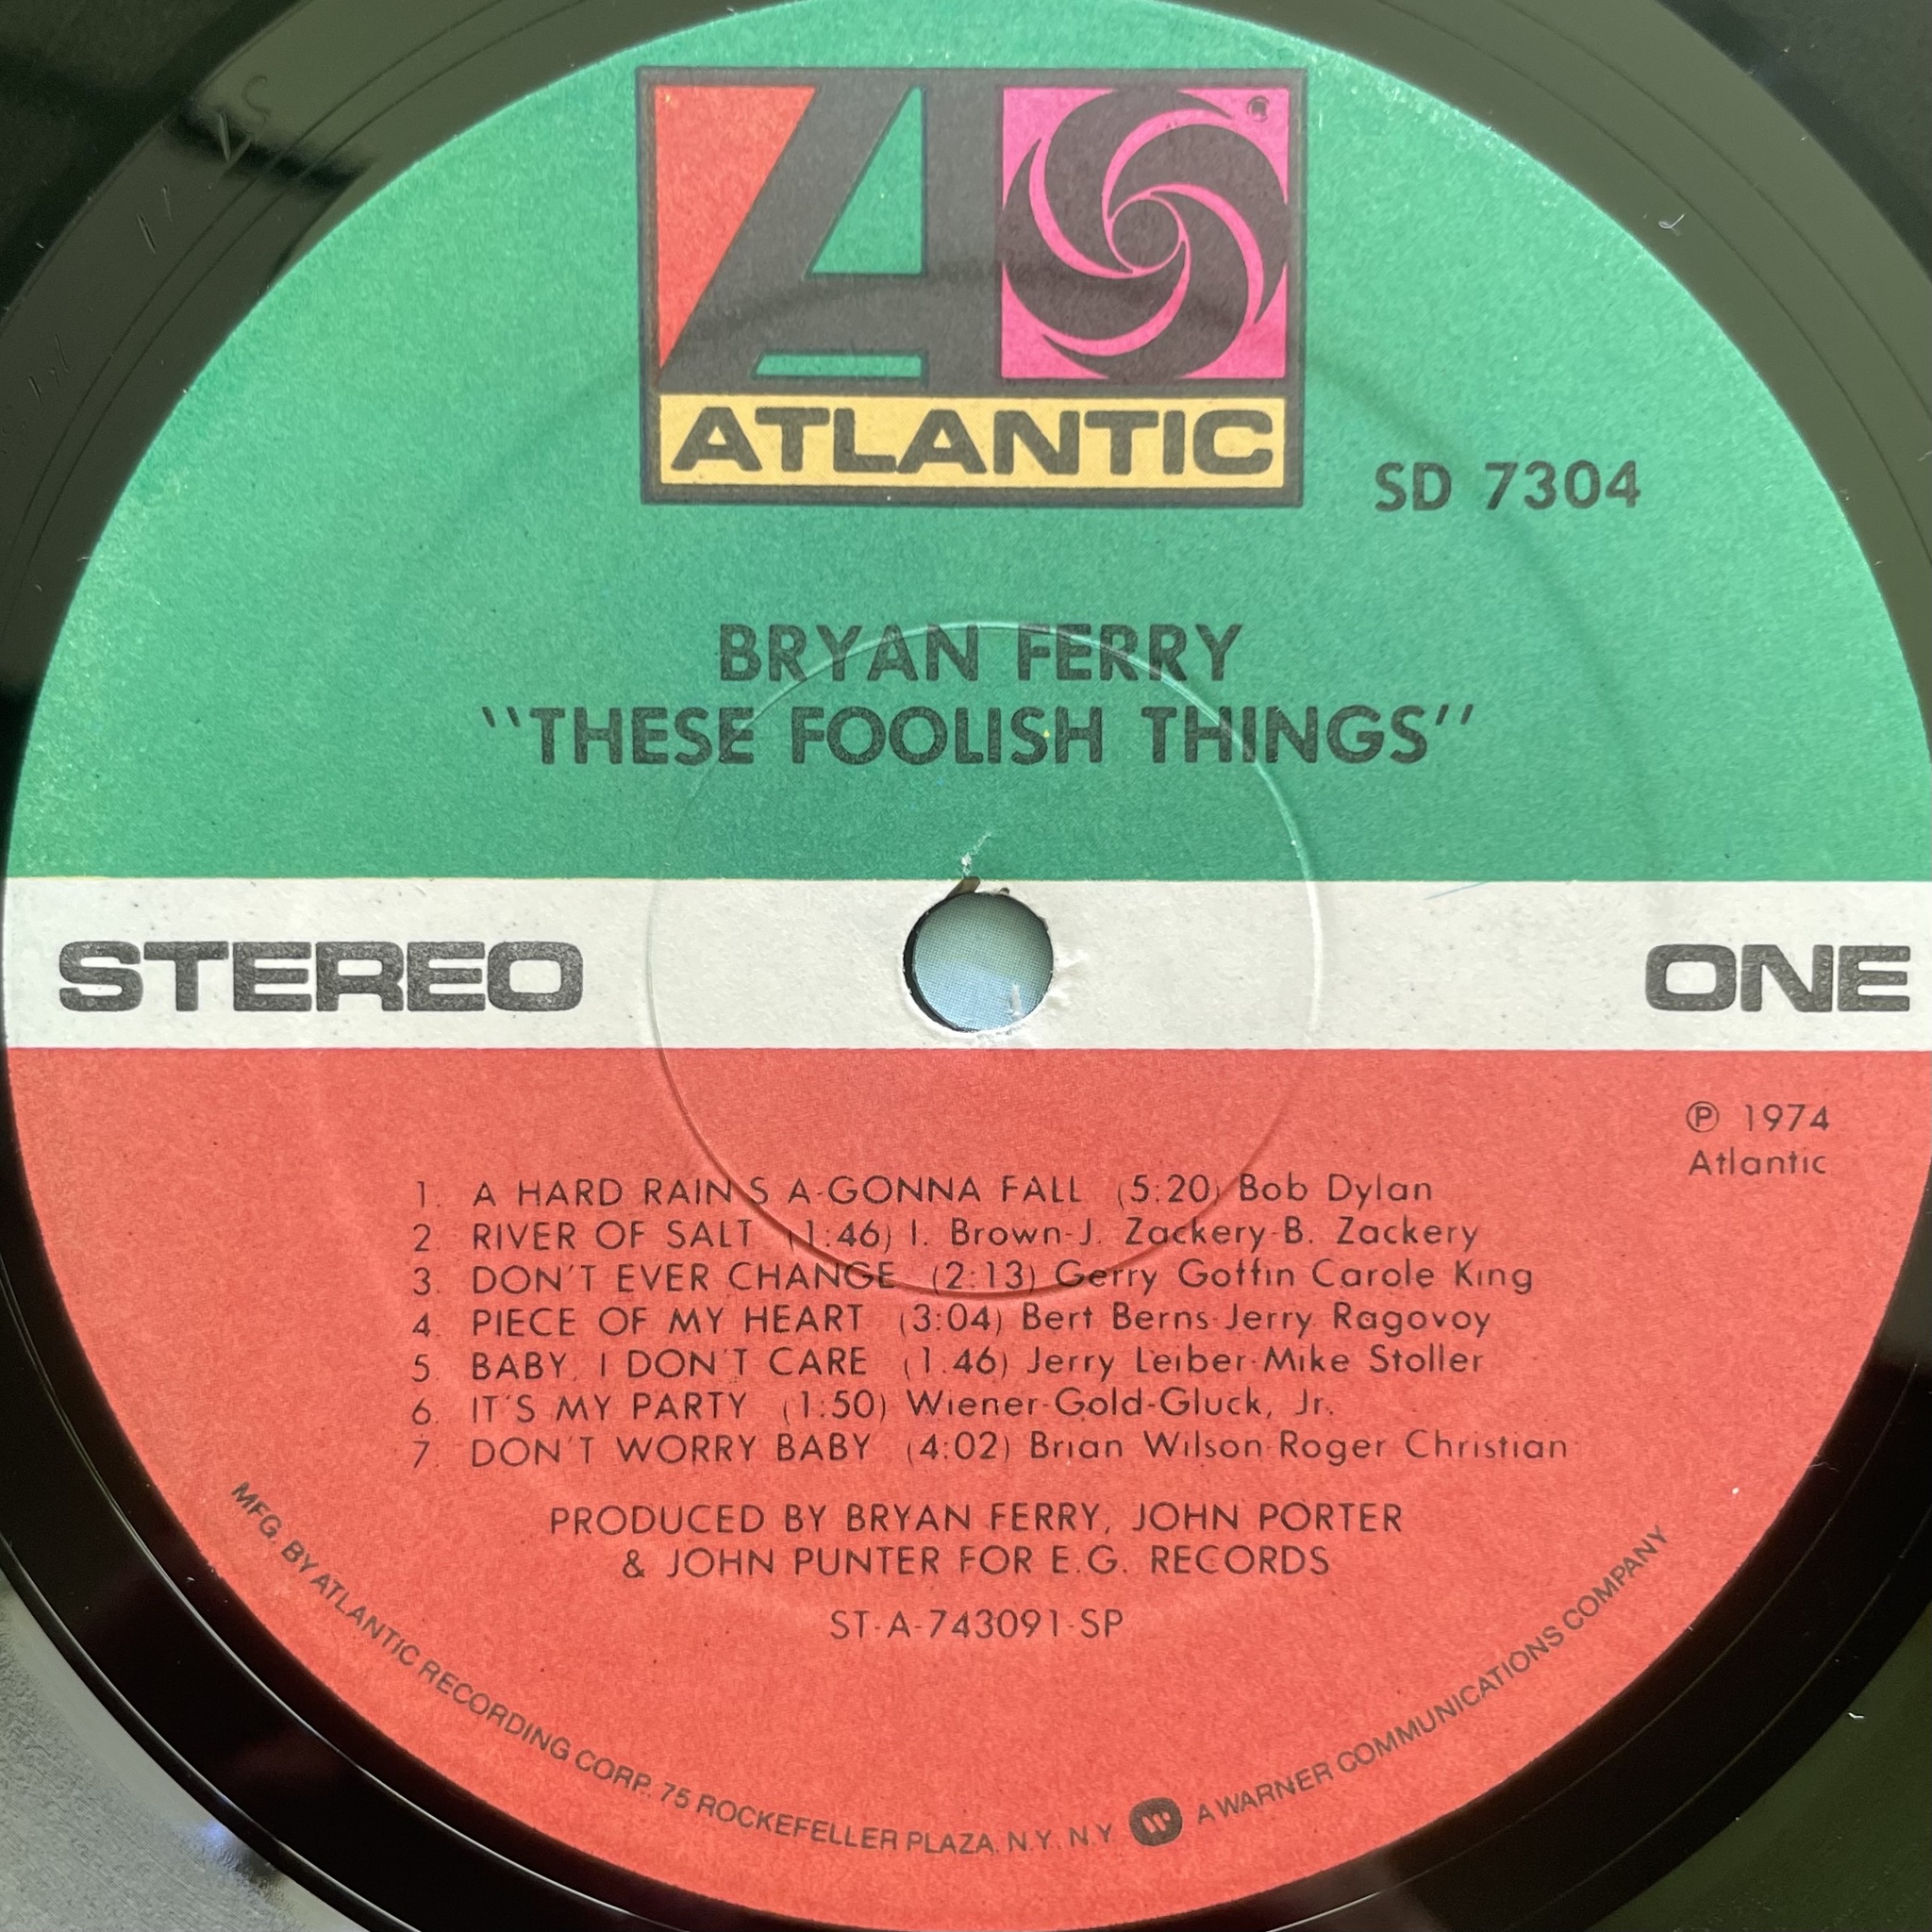 ATLANTIC
SD 7304
BRYAN FERRY
"THESE FOOLISH THINGS"
STEREO
ONE
℗ 1974
Atlantic
1. A HARD RAIN'S A-GONNA FALL (5:20) Bob Dylan
2. RIVER OF SALT (1:46) I. Brown-J. Zackery-B. Zackery
3. DON'T EVER CHANGE (2:13) Gerry Goffin Carole King
4. PIECE OF MY HEART (3:04) Bert Berns-Jerry Ragovoy
5. BABY, I DON'T CARE (1:46) Jerry Leiber-Mike Stoller
6. IT'S MY PARTY (1:50) Wiener-Gold-Gluck, Jr.
7. DON'T WORRY BABY (4:02) Brian Wilson-Roger Christian
PRODUCED BY BRYAN FERRY, JOHN PORTER
& JOHN PUNTER FOR E.G. RECORDS
ST-A-743091-SP
MFG. BY ATLANTIC RECORDING CORP. 75 ROCKEFELLER PLAZA. N.Y. N.Y. A WARNER COMMUNICATIONS COMPANY